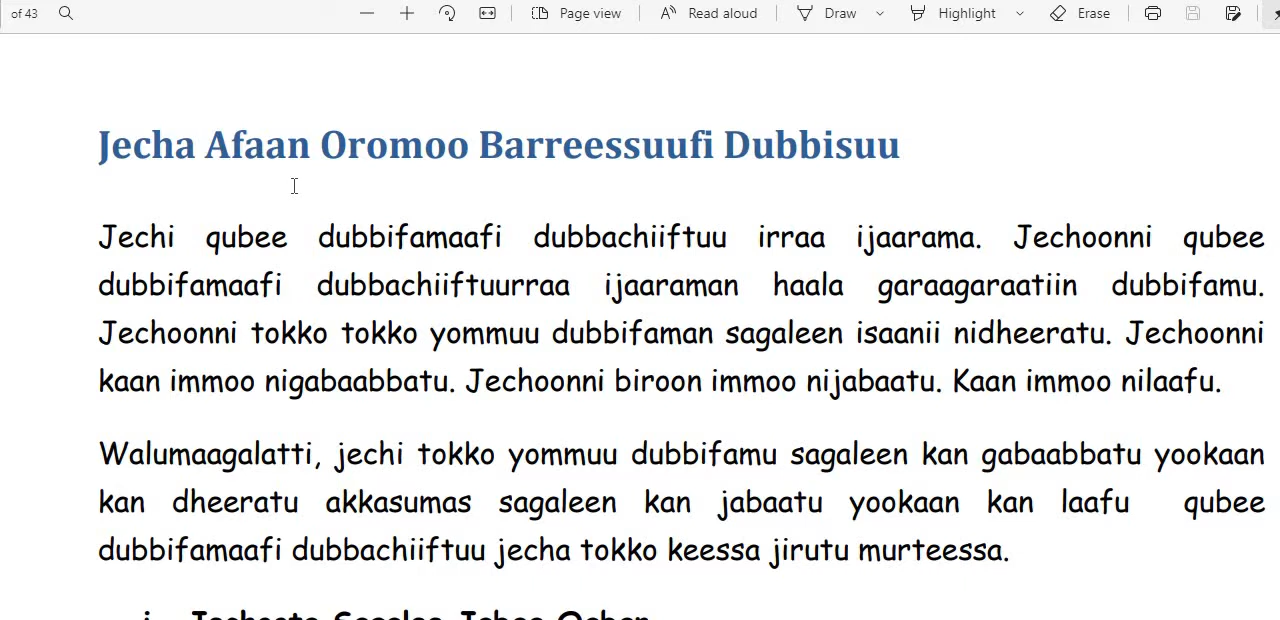 of 43 Page view Read aloud Draw Highlight Erase
Jecha Afaan Oromoo Barreessuufi Dubbisuu
Jechi qubee dubbifamaafi dubbachiiftuu irraa ijaarama. Jechoonni qubee
dubbifamaafi dubbachiiftuurraa ijaaraman haala garaagaraatiin dubbifamu.
Jechoonni tokko tokko yommuu dubbifaman sagaleen isaanii nidheeratu. Jechoonni
kaan immoo nigabaabbatu. Jechoonni biroon immoo nijabaatu. Kaan immoo nilaafu.
Walumaagalatti, jechi tokko yommuu dubbifamu sagaleen kan gabaabbatu yookaan
kan dheeratu akkasumas sagaleen kan jabaatu yookaan kan laafu qubee
dubbifamaafi dubbachiiftuu jecha tokko keessa jirutu murteessa.